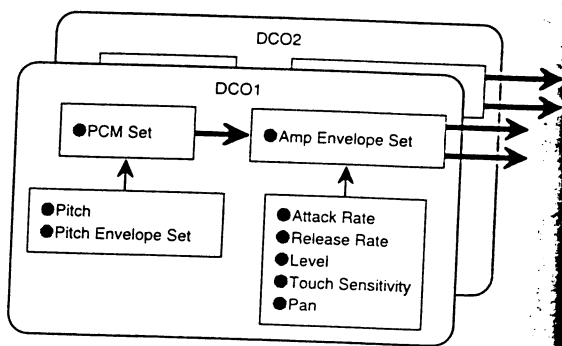 DCO2
DCO1
●PCM Set
●Amp Envelope Set
●Pitch
●Pitch Envelope Set
●Attack Rate
●Release Rate
●Level
●Touch Sensitivity
●Pan